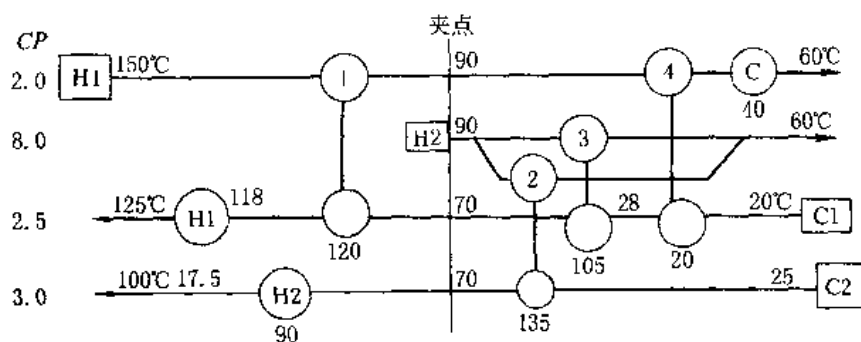 夹点
CP
2.0 H1 150℃ 1 90 4 C 60℃
40
8.0 H2 90 3 60℃
2
2.5 125℃ H1 118 70 28 20℃ C1
120 105 20
3.0 100℃ 17.5 H2 70 25 C2
90 135